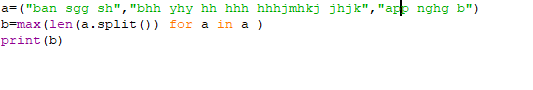 a=("ban sgg sh","bhh yhy hh hhh hhhjmhkj jhjk","app nghg b")
b=max(len(a.split()) for a in a )
print(b)